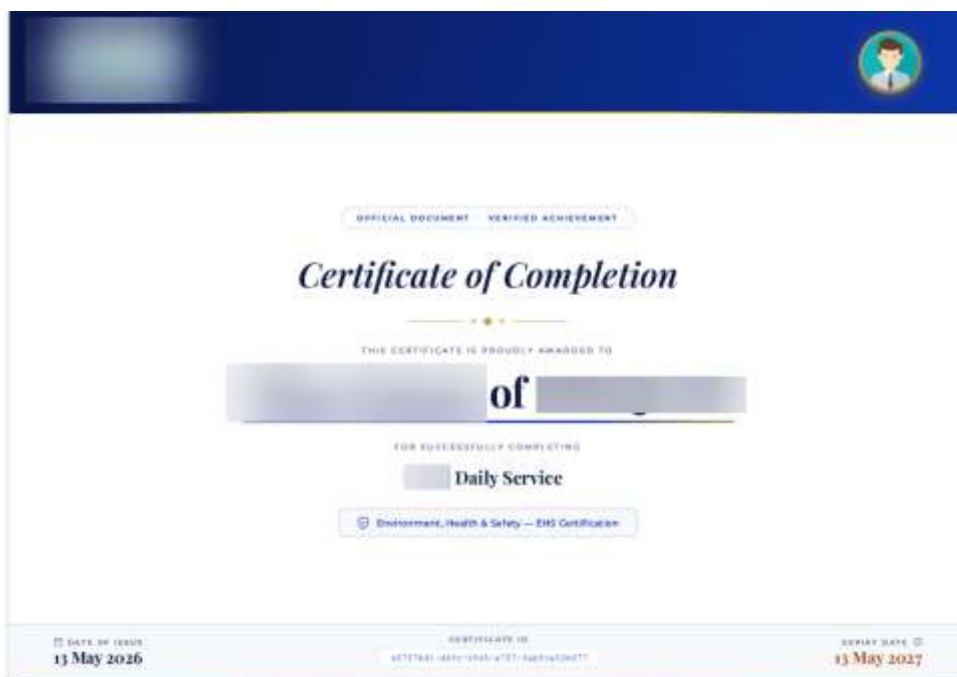 OFFICIAL DOCUMENT VERIFIED ACHIEVEMENT
Certificate of Completion
THIS CERTIFICATE IS PROUDLY AWARDED TO
of
FOR SUCCESSFULLY COMPLETING
Daily Service
Environment, Health & Safety — EHS Certification
DATE OF ISSUE
13 May 2026
CERTIFICATE ID
EXPIRY DATE
13 May 2027